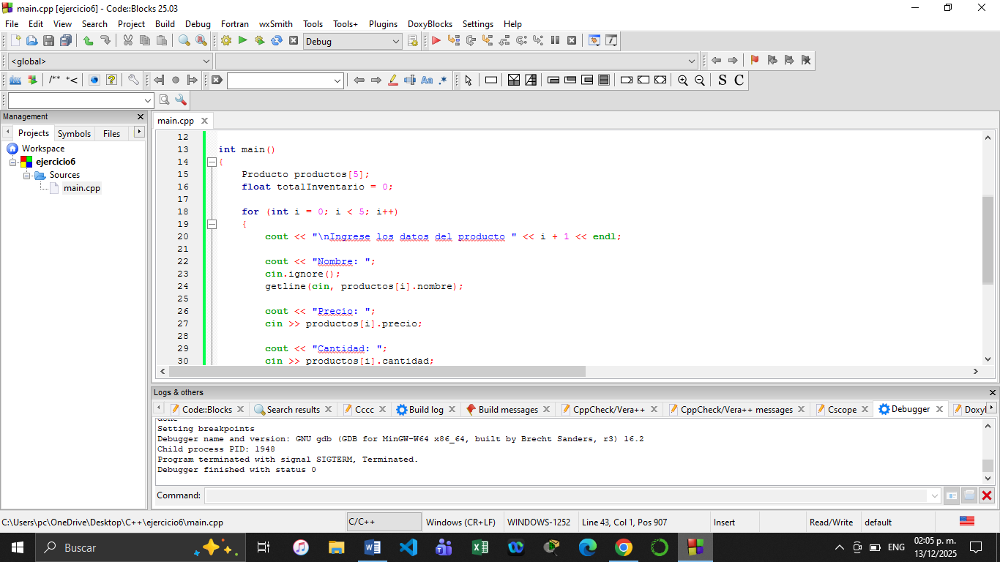 main.cpp [ejercicio6] - Code::Blocks 25.03
File Edit View Search Project Build Debug Fortran wxSmith Tools Tools+ Plugins DoxyBlocks Settings Help
Debug
<global>
/** *<
Aa .*
S C
Management
Projects Symbols Files
Workspace
ejercicio6
Sources
main.cpp
main.cpp
12
13 int main()
14 {
15 Producto productos[5];
16 float totalInventario = 0;
17
18 for (int i = 0; i < 5; i++)
19 {
20 cout << "\nIngrese los datos del producto " << i + 1 << endl;
21
22 cout << "Nombre: ";
23 cin.ignore();
24 getline(cin, productos[i].nombre);
25
26 cout << "Precio: ";
27 cin >> productos[i].precio;
28
29 cout << "Cantidad: ";
30 cin >> productos[i].cantidad;
Logs & others
Code::Blocks Search results Cccc Build log Build messages CppCheck/Vera++ CppCheck/Vera++ messages Cscope Debugger
Setting breakpoints
Debugger name and version: GNU gdb (GDB for MinGW-W64 x86_64, built by Brecht Sanders, r3) 16.2
Child process PID: 1948
Program terminated with signal SIGTERM, Terminated.
Debugger finished with status 0
Command:
C:\Users\pc\OneDrive\Desktop\C++\ejercicio6\main.cpp C/C++ Windows (CR+LF) WINDOWS-1252 Line 43, Col 1, Pos 907 Insert Read/Write default
Buscar
ENG
02:05 p. m.
13/12/2025